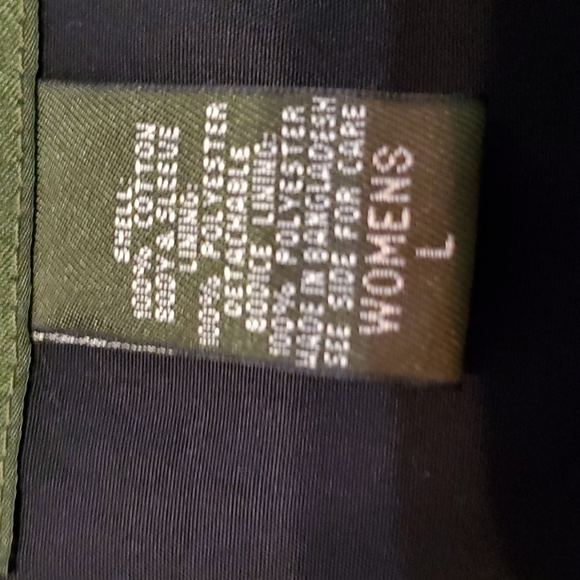 SHELL:
100% COTTON
BODY & SLEEVE
LINING:
100% POLYESTER
DETACHABLE
BOUNCE LINING:
100% POLYESTER
MADE IN BANGLADESH
SEE SIDE FOR CARE
WOMENS
L